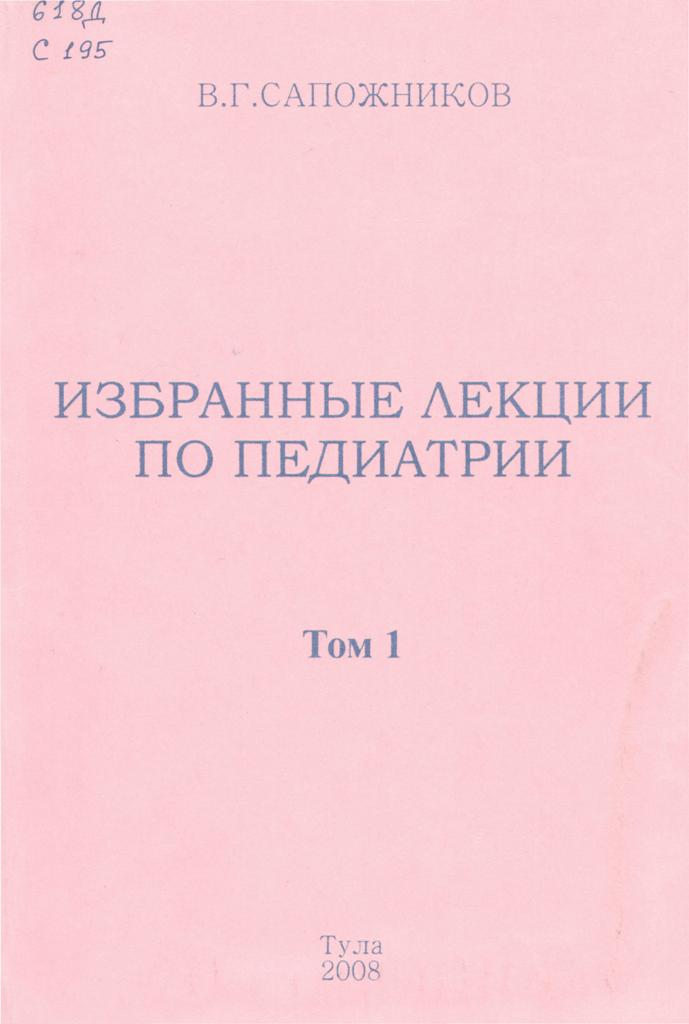 618Д
С 195
В.Г.САПОЖНИКОВ
ИЗБРАННЫЕ ЛЕКЦИИ
ПО ПЕДИАТРИИ
Том 1
Тула
2008